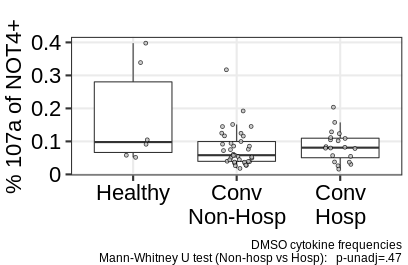 % 107a of NOT4+
0.4
0.3
0.2
0.1
0
Healthy
Conv
Non-Hosp
Conv
Hosp
DMSO cytokine frequencies
Mann-Whitney U test (Non-hosp vs Hosp):  p-unadj=.47